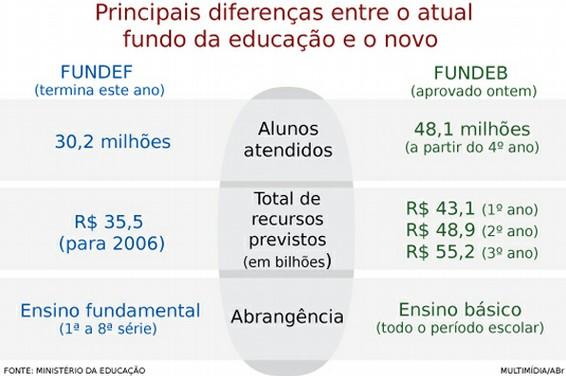 Principais diferenças entre o atual
fundo da educação e o novo
FUNDEF
(termina este ano)
FUNDEB
(aprovado ontem)
30,2 milhões
Alunos
atendidos
48,1 milhões
(a partir do 4º ano)
R$ 35,5
(para 2006)
Total de
recursos
previstos
(em bilhões)
R$ 43,1 (1º ano)
R$ 48,9 (2º ano)
R$ 55,2 (3º ano)
Ensino fundamental
(1ª a 8ª série)
Abrangência
Ensino básico
(todo o período escolar)
FONTE: MINISTÉRIO DA EDUCAÇÃO
MULTIMÍDIA/ABr